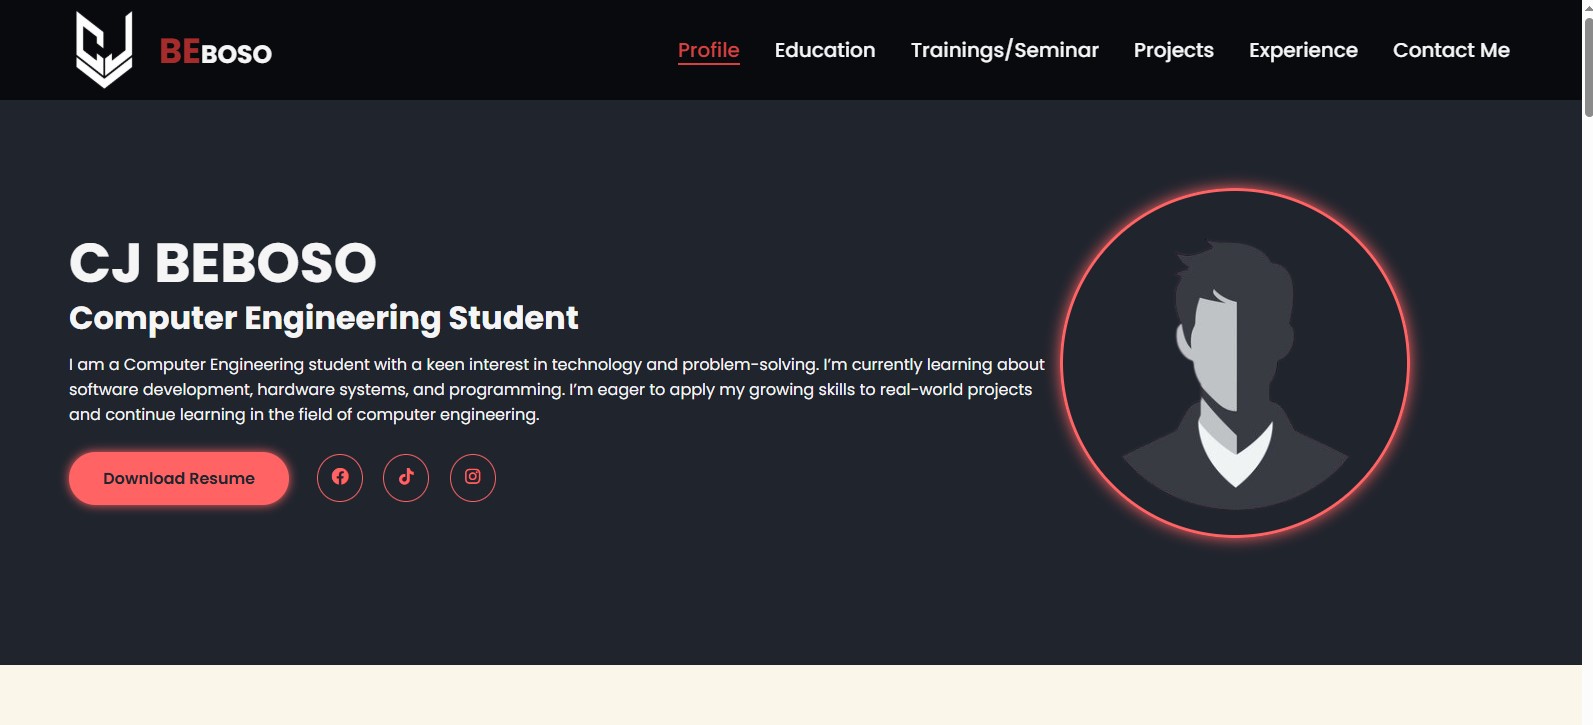 CJ BEBOSO
Profile Education Trainings/Seminar Projects Experience Contact Me
CJ BEBOSO
Computer Engineering Student
I am a Computer Engineering student with a keen interest in technology and problem-solving. I’m currently learning about
software development, hardware systems, and programming. I’m eager to apply my growing skills to real-world projects
and continue learning in the field of computer engineering.
Download Resume